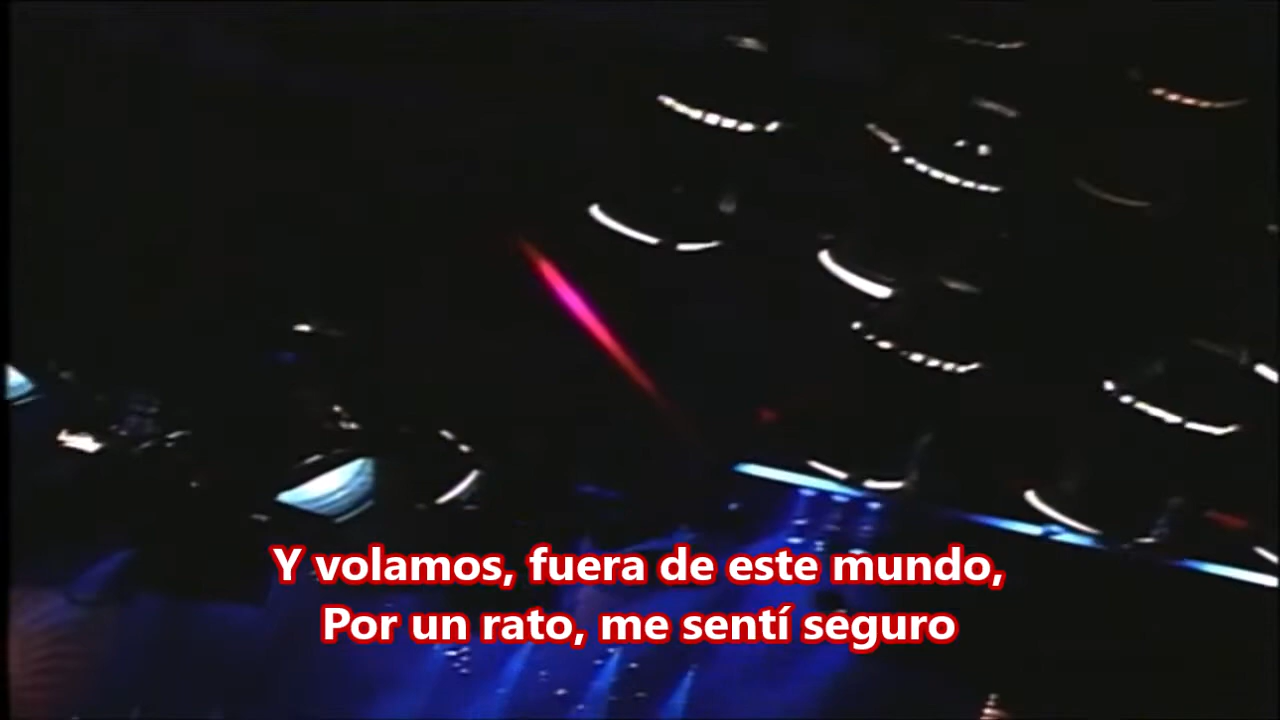 Y volamos, fuera de este mundo,
Por un rato, me sentí seguro